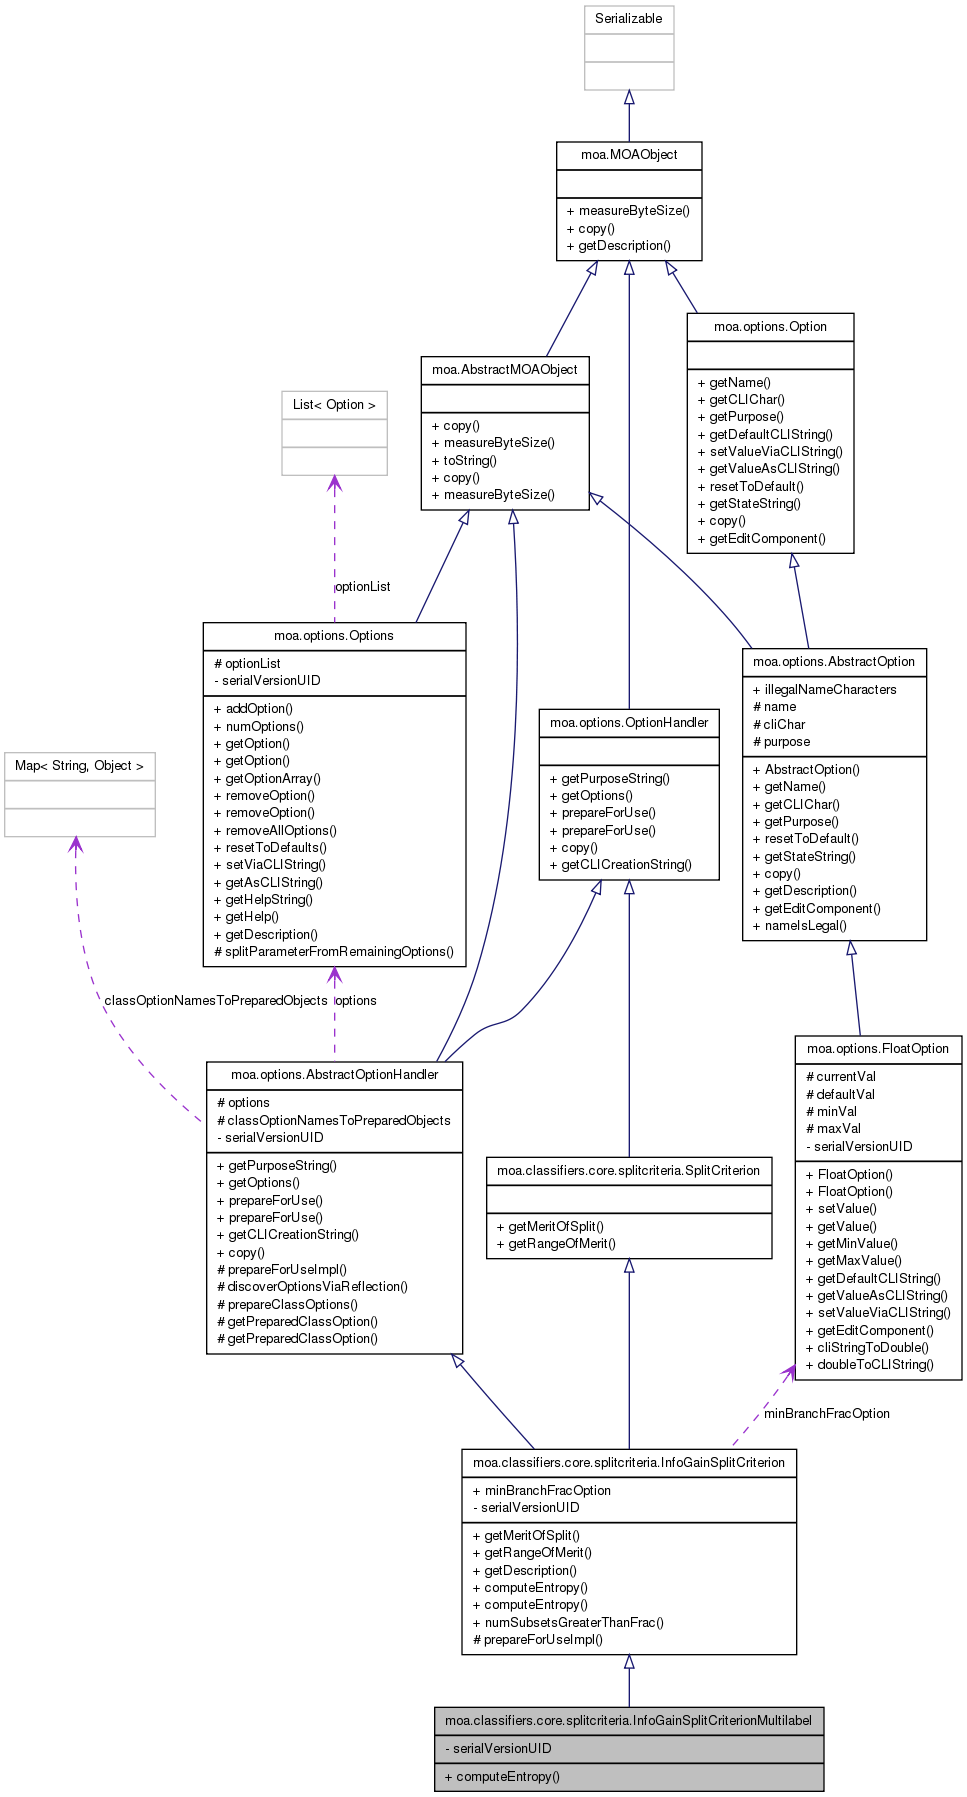 Serializable
moa.MOAObject
+ measureByteSize()
+ copy()
+ getDescription()
moa.options.Option
+ getName()
+ getCLIChar()
+ getPurpose()
+ getDefaultCLIString()
+ setValueViaCLIString()
+ getValueAsCLIString()
+ resetToDefault()
+ getStateString()
+ copy()
+ getEditComponent()
moa.AbstractMOAObject
+ copy()
+ measureByteSize()
+ toString()
+ copy()
+ measureByteSize()
List< Option >
optionList
moa.options.Options
# optionList
- serialVersionUID
+ addOption()
+ numOptions()
+ getOption()
+ getOption()
+ getOptionArray()
+ removeOption()
+ removeOption()
+ removeAllOptions()
+ resetToDefaults()
+ setViaCLIString()
+ getAsCLIString()
+ getHelpString()
+ getHelp()
+ getDescription()
# splitParameterFromRemainingOptions()
moa.options.AbstractOption
+ illegalNameCharacters
# name
# cliChar
# purpose
+ AbstractOption()
+ getName()
+ getCLIChar()
+ getPurpose()
+ resetToDefault()
+ getStateString()
+ copy()
+ getDescription()
+ getEditComponent()
+ nameIsLegal()
moa.options.OptionHandler
+ getPurposeString()
+ getOptions()
+ prepareForUse()
+ prepareForUse()
+ copy()
+ getCLICreationString()
Map< String, Object >
classOptionNamesToPreparedObjects
options
moa.options.FloatOption
# currentVal
# defaultVal
# minVal
# maxVal
- serialVersionUID
+ FloatOption()
+ FloatOption()
+ setValue()
+ getValue()
+ getMinValue()
+ getMaxValue()
+ getDefaultCLIString()
+ getValueAsCLIString()
+ setValueViaCLIString()
+ getEditComponent()
+ cliStringToDouble()
+ doubleToCLIString()
moa.options.AbstractOptionHandler
# options
# classOptionNamesToPreparedObjects
- serialVersionUID
+ getPurposeString()
+ getOptions()
+ prepareForUse()
+ prepareForUse()
+ getCLICreationString()
+ copy()
# prepareForUseImpl()
# discoverOptionsViaReflection()
# prepareClassOptions()
# getPreparedClassOption()
# getPreparedClassOption()
moa.classifiers.core.splitcriteria.SplitCriterion
+ getMeritOfSplit()
+ getRangeOfMerit()
minBranchFracOption
moa.classifiers.core.splitcriteria.InfoGainSplitCriterion
+ minBranchFracOption
- serialVersionUID
+ getMeritOfSplit()
+ getRangeOfMerit()
+ getDescription()
+ computeEntropy()
+ computeEntropy()
+ numSubsetsGreaterThanFrac()
# prepareForUseImpl()
moa.classifiers.core.splitcriteria.InfoGainSplitCriterionMultilabel
- serialVersionUID
+ computeEntropy()